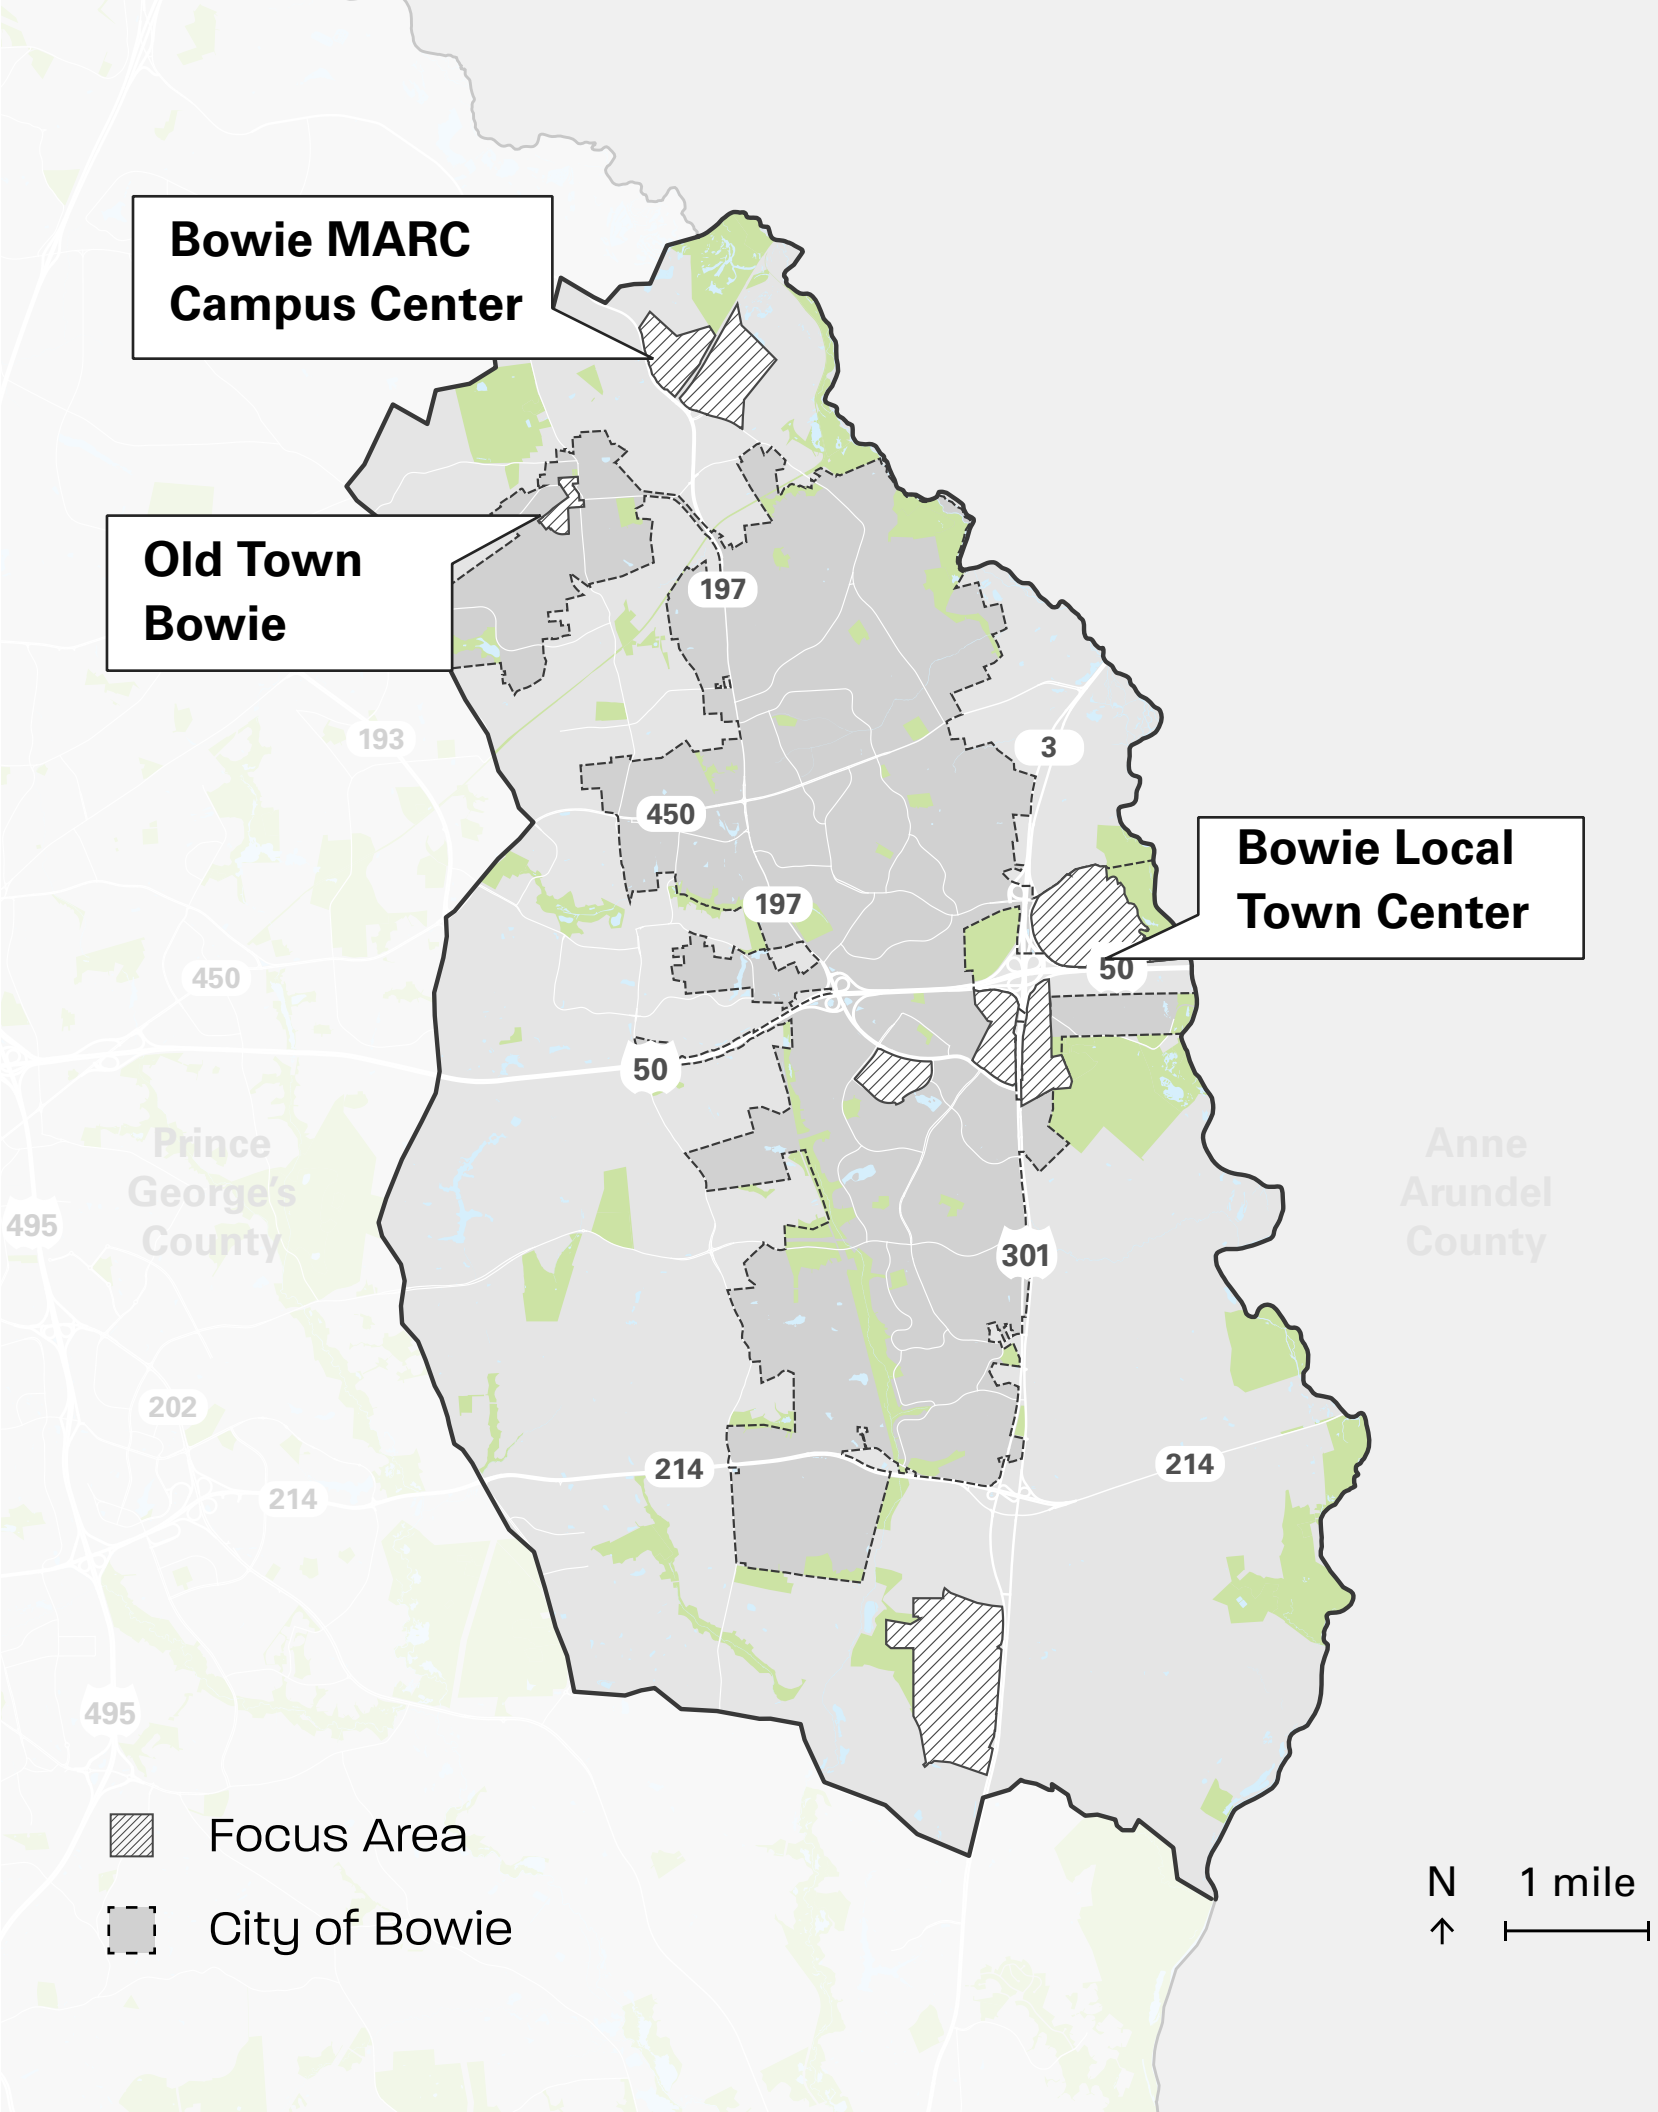 Bowie MARC
Campus Center
Old Town
Bowie
197
193
3
450
Bowie Local
Town Center
197
450
50
50
Prince
George's
County
Anne
Arundel
County
495
301
202
214
214
214
495
Focus Area
City of Bowie
N
1 mile